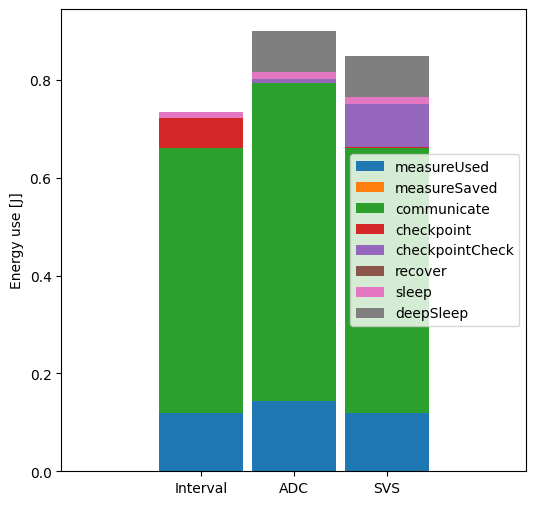 Energy use [J]
0.8
0.6
0.4
0.2
0.0
measureUsed
measureSaved
communicate
checkpoint
checkpointCheck
recover
sleep
deepSleep
Interval
ADC
SVS